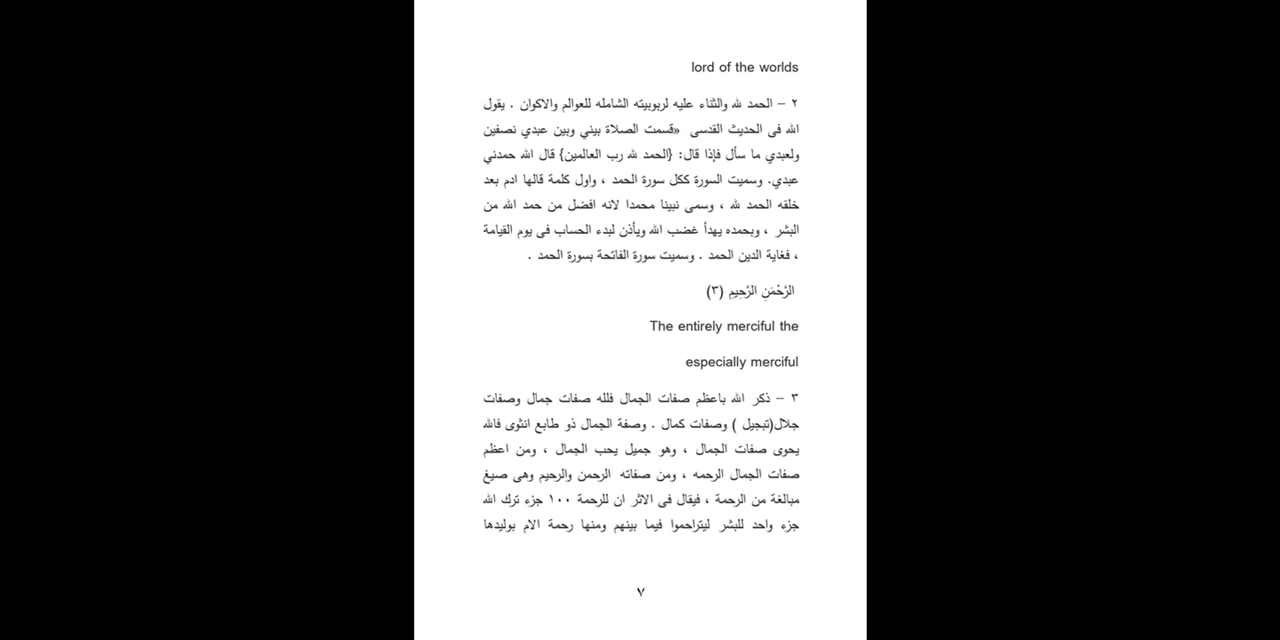 lord of the worlds
٢ – الحمد لله والثناء عليه لربوبيته الشامله للعوالم والاكوان . يقول
الله فى الحديث القدسى «قسمت الصلاة بيني وبين عبدي نصفين
ولعبدي ما سأل فإذا قال: {الحمد لله رب العالمين} قال الله حمدني
عبدي. وسميت السورة ككل سورة الحمد ، واول كلمة قالها ادم بعد
خلقه الحمد لله ، وسمى نبينا محمدا لانه افضل من حمد الله من
البشر ، وبحمده يهدأ غضب الله ويأذن لبدء الحساب فى يوم القيامة
، فغاية الدين الحمد . وسميت سورة الفاتحة بسورة الحمد .
الرَّحْمَنِ الرَّحِيمِ (٣)
The entirely merciful the
especially merciful
٣ – ذكر الله باعظم صفات الجمال فلله صفات جمال وصفات
جلال(تبجيل ) وصفات كمال . وصفة الجمال ذو طابع انثوى فالله
يحوى صفات الجمال ، وهو جميل يحب الجمال ، ومن اعظم
صفات الجمال الرحمه ، ومن صفاته الرحمن والرحيم وهى صيغ
مبالغة من الرحمة ، فيقال فى الاثر ان للرحمة ١٠٠ جزء ترك الله
جزء واحد للبشر ليتراحموا فيما بينهم ومنها رحمة الام بوليدها
٧